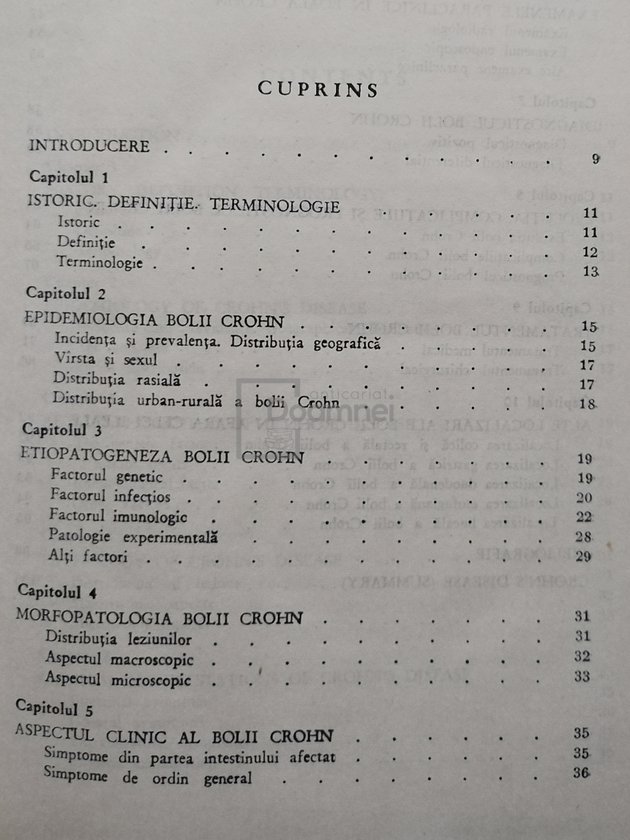 CUPRINS
INTRODUCERE . . . . . . . . . . . 9
Capitolul 1
ISTORIC. DEFINIȚIE. TERMINOLOGIE . . . . . 11
Istoric . . . . . . . . . . . . 11
Definiție . . . . . . . . . . . 12
Terminologie . . . . . . . . . . . 13
Capitolul 2
EPIDEMIOLOGIA BOLII CROHN . . . . . . . 15
Incidența și prevalența. Distribuția geografică . . . . 15
Vîrsta și sexul . . . . . . . . . . 17
Distribuția rasială . . . . . . . . . 17
Distribuția urban-rurală a bolii Crohn . . . . . 18
antic ariat
Doamnei
Capitolul 3
ETIOPATOGENEZA BOLII CROHN . . . . . . 19
Factorul genetic . . . . . . . . . . 19
Factorul infecțios . . . . . . . . . 20
Factorul imunologic . . . . . . . . . 22
Patologie experimentală . . . . . . . . 28
Alți factori . . . . . . . . . . . 29
Capitolul 4
MORFOPATOLOGIA BOLII CROHN . . . . . . 31
Distribuția leziunilor . . . . . . . . 31
Aspectul macroscopic . . . . . . . . . 32
Aspectul microscopic . . . . . . . . . 33
Capitolul 5
ASPECTUL CLINIC AL BOLII CROHN . . . . . 35
Simptome din partea intestinului afectat . . . . . 35
Simptome de ordin general . . . . . . . 36